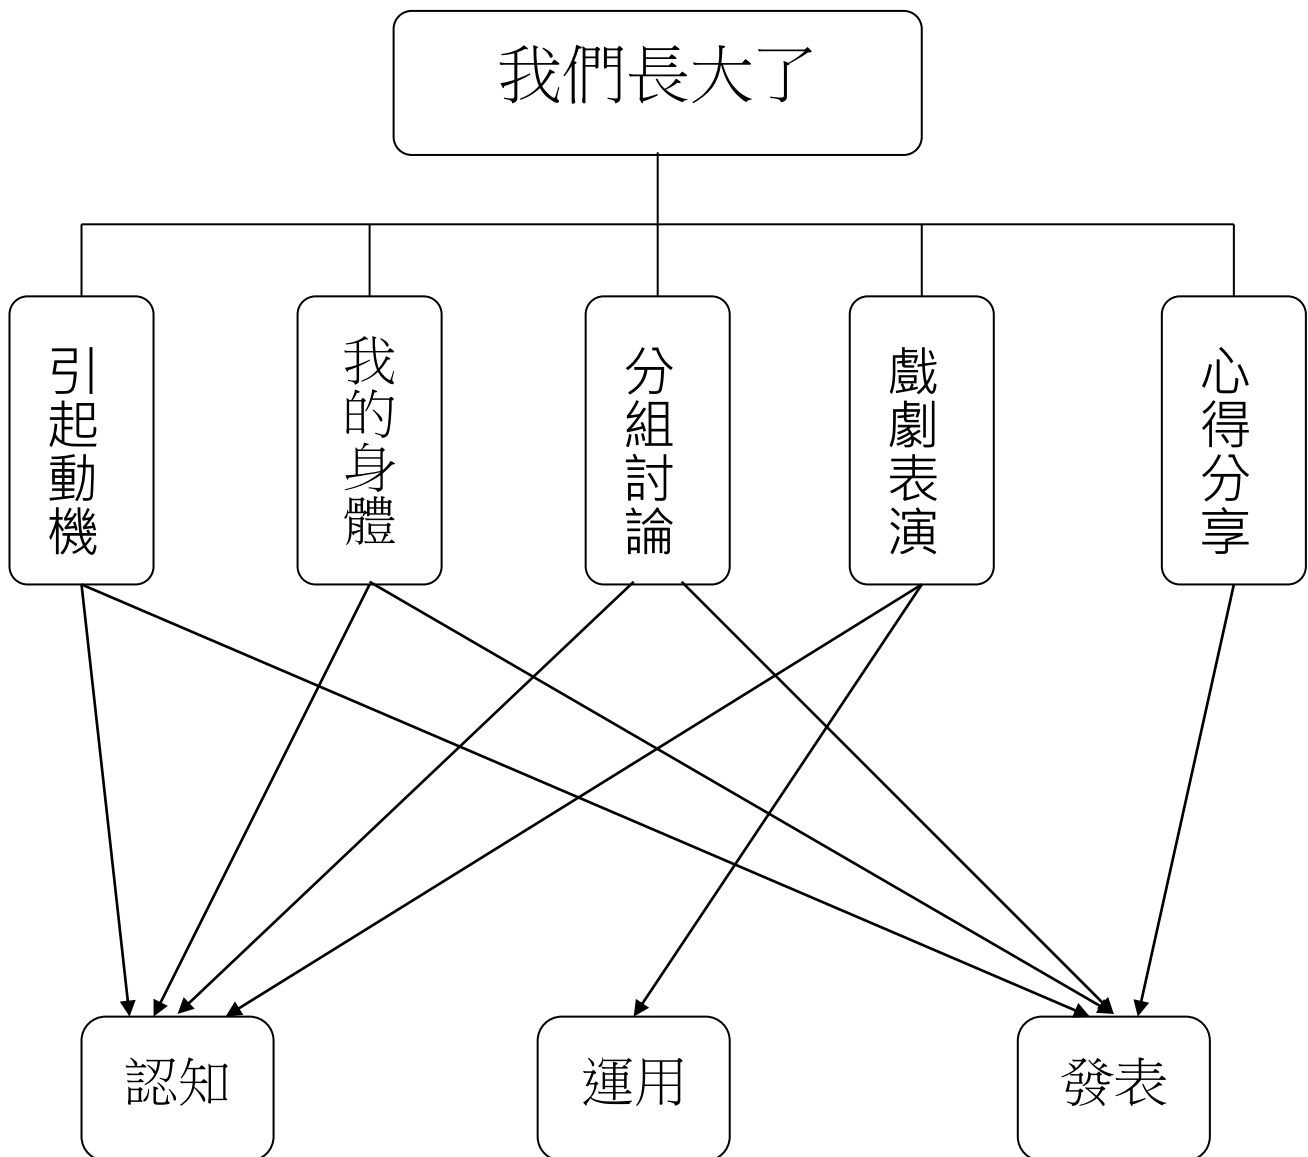 我們長大了
引起動機
我的身體
分組討論
戲劇表演
心得分享
認知
運用
發表